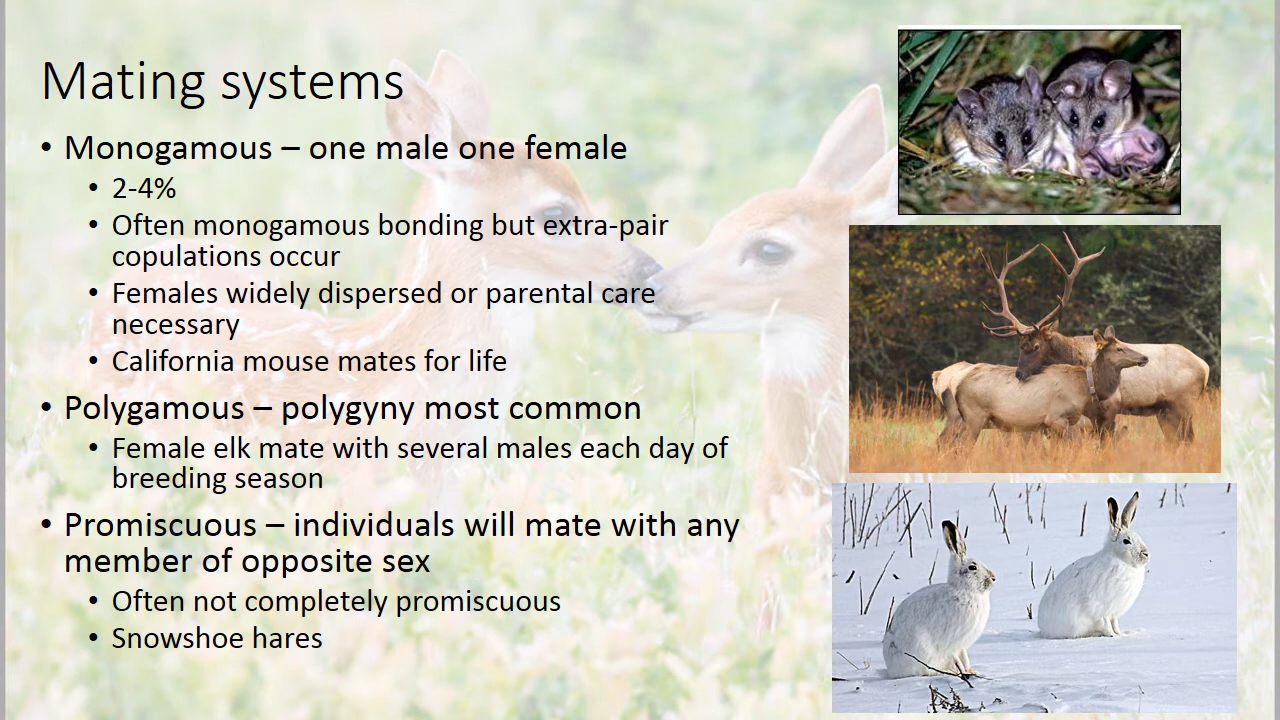 Mating systems
• Monogamous – one male one female
• 2-4%
• Often monogamous bonding but extra-pair
copulations occur
• Females widely dispersed or parental care
necessary
• California mouse mates for life
• Polygamous – polygyny most common
• Female elk mate with several males each day of
breeding season
• Promiscuous – individuals will mate with any
member of opposite sex
• Often not completely promiscuous
• Snowshoe hares